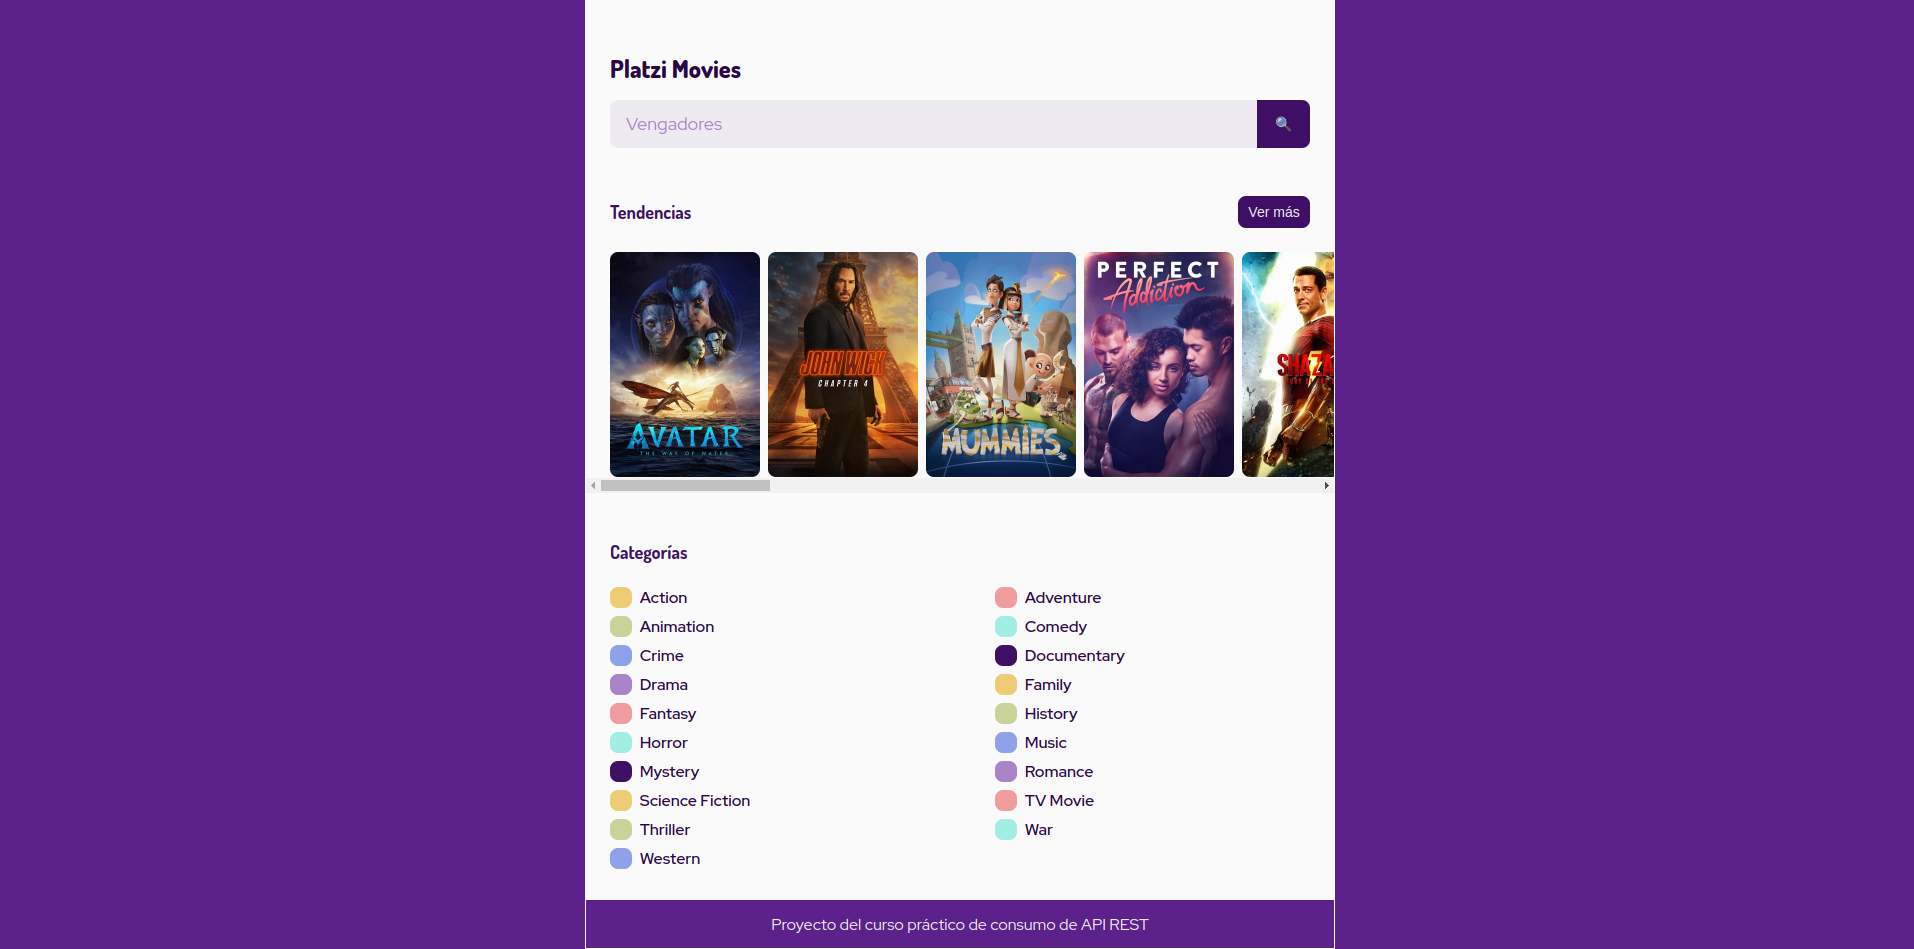 Platzi Movies
Vengadores
Tendencias
Ver más
AVATAR
THE WAY OF WATER
JOHN WICK
CHAPTER 4
MUMMIES
PERFECT
Addiction
SHAZA
Categorías
Action
Adventure
Animation
Comedy
Crime
Documentary
Drama
Family
Fantasy
History
Horror
Music
Mystery
Romance
Science Fiction
TV Movie
Thriller
War
Western
Proyecto del curso práctico de consumo de API REST